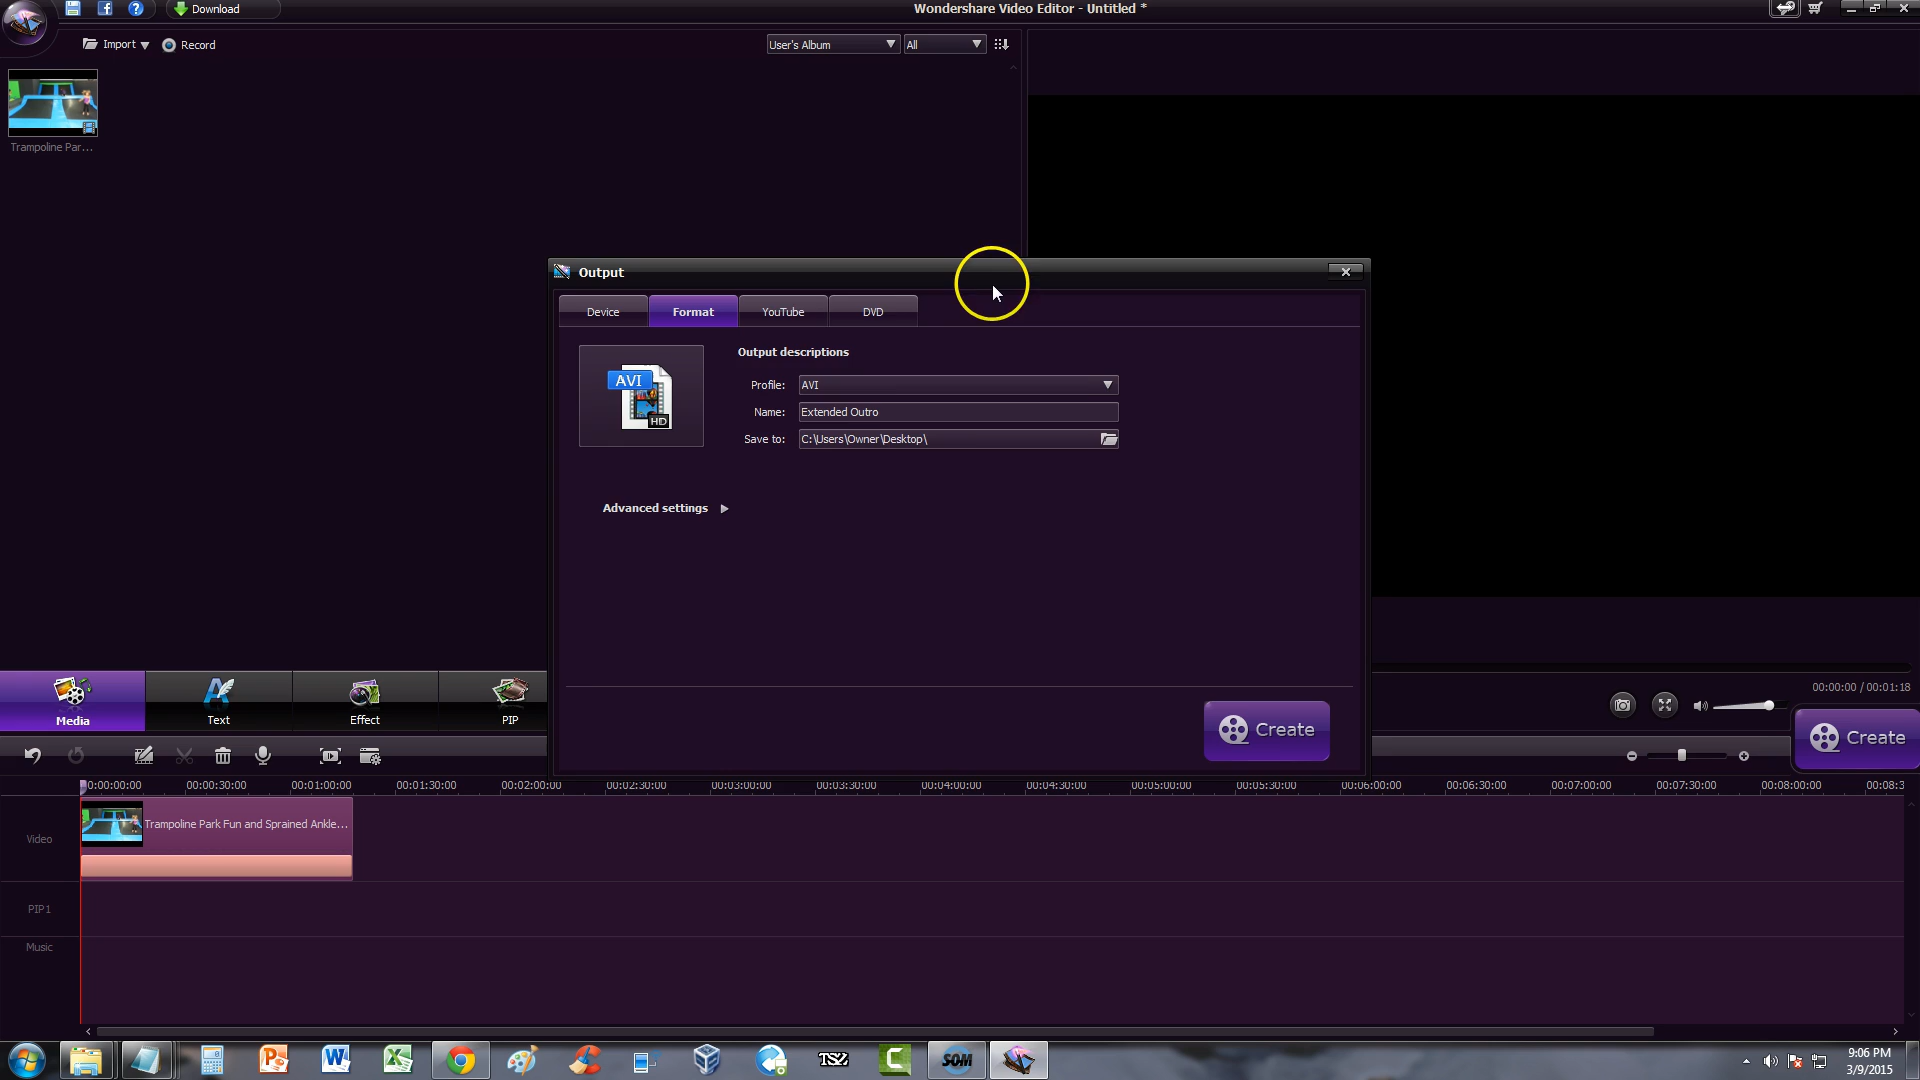 Download
Wondershare Video Editor - Untitled *
Import
Record
User's Album
All
Trampoline Par...
Output
Device
Format
YouTube
DVD
AVI
HD
Output descriptions
Profile:
AVI
Name:
Extended Outro
Save to:
C:\Users\Owner\Desktop\
Advanced settings
Create
Media
Text
Effect
PIP
00:00:00 / 00:01:18
Create
0:00:00:00
00:00:30:00
00:01:00:00
00:01:30:00
00:02:00:00
00:02:30:00
00:03:00:00
00:03:30:00
00:04:00:00
00:04:30:00
00:05:00:00
00:05:30:00
00:06:00:00
00:06:30:00
00:07:00:00
00:07:30:00
00:08:00:00
00:08:3
Video
Trampoline Park Fun and Sprained Ankle...
PIP1
Music
TS2
SOM
9:06 PM
3/9/2015